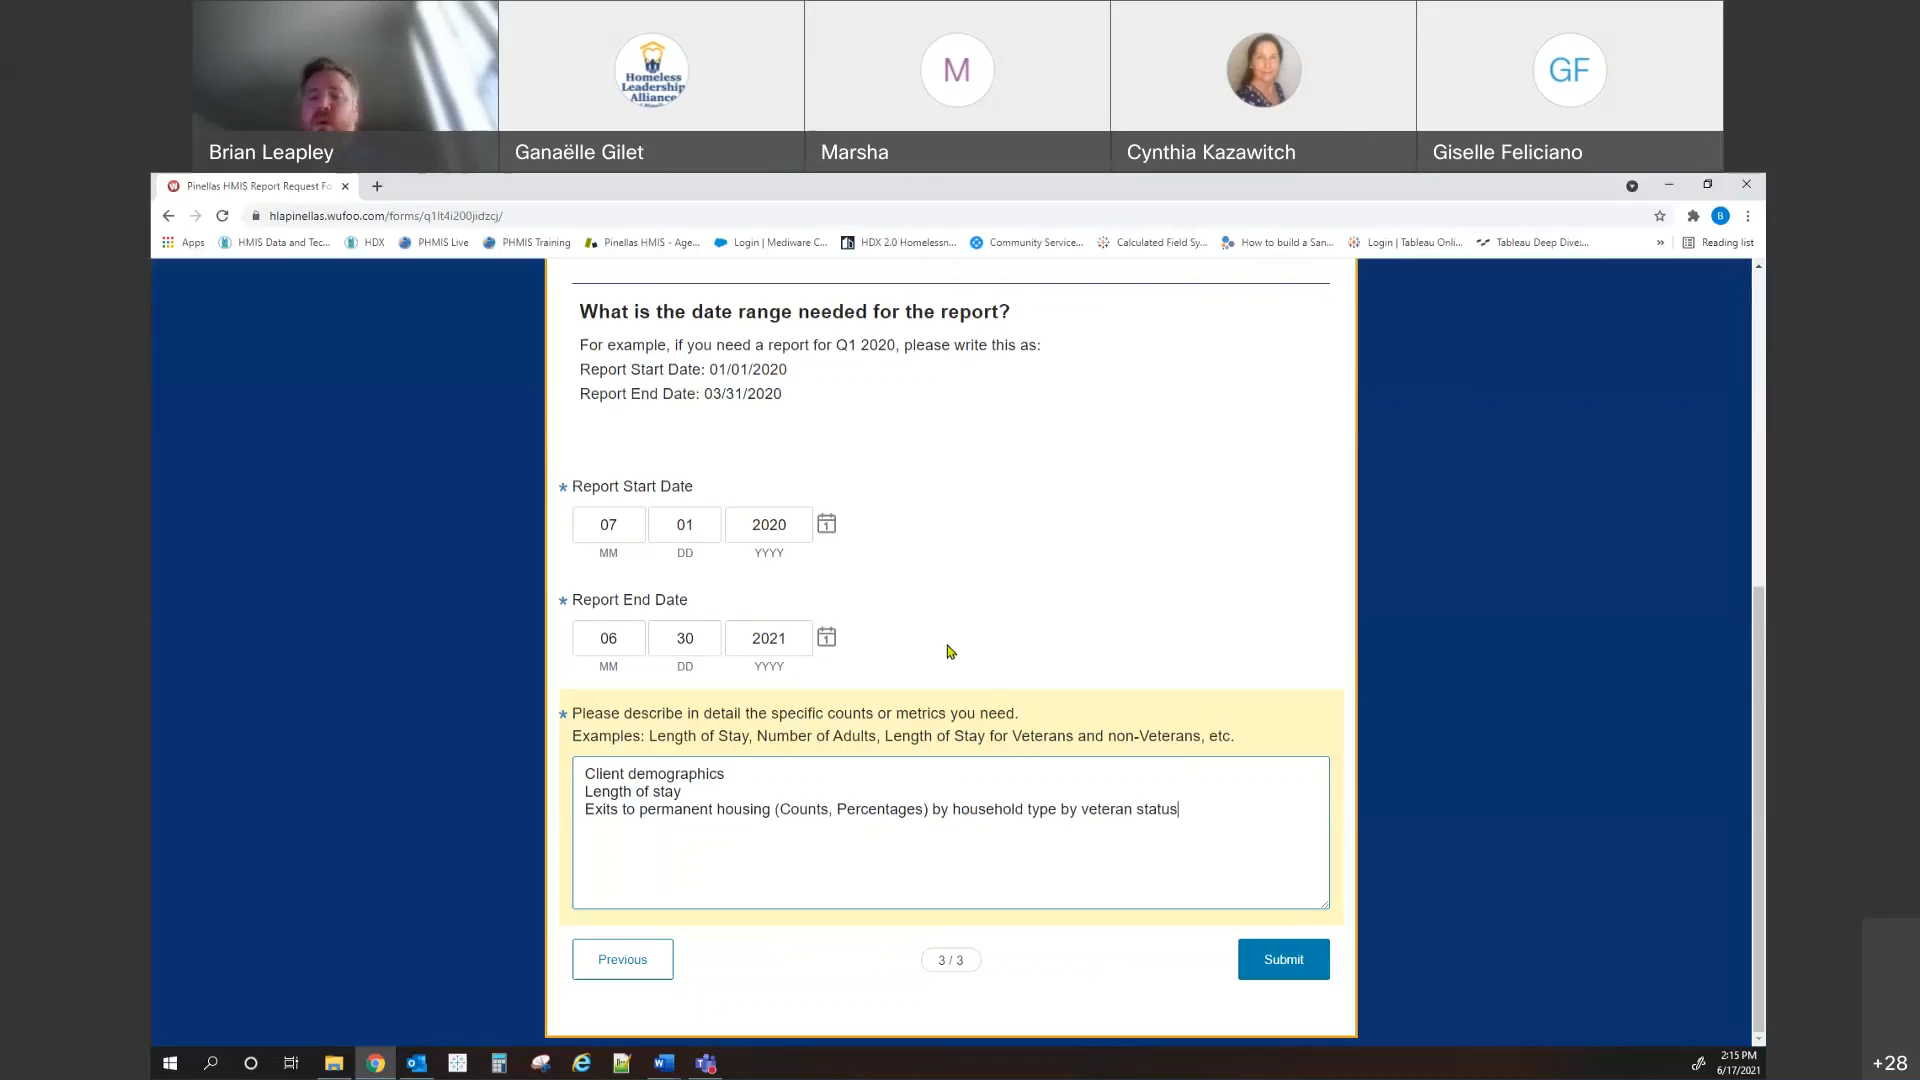 Homeless
Leadership
Alliance
M
GF
Brian Leapley
Ganaëlle Gilet
Marsha
Cynthia Kazawitch
Giselle Feliciano
Pinellas HMIS Report Request Fo
hlapinellas.wufoo.com/forms/q1lt4i200jidzcj/
B
Apps
HMIS Data and Tec...
HDX
PHMIS Live
PHMIS Training
Pinellas HMIS - Age...
Login | Mediware C...
HDX 2.0 Homelessn...
Community Service...
Calculated Field Sy...
How to build a San...
Login | Tableau Onli...
Tableau Deep Dive:...
»
Reading list
What is the date range needed for the report?
For example, if you need a report for Q1 2020, please write this as:
Report Start Date: 01/01/2020
Report End Date: 03/31/2020
* Report Start Date
07 01 2020
MM DD YYYY
* Report End Date
06 30 2021
MM DD YYYY
* Please describe in detail the specific counts or metrics you need.
Examples: Length of Stay, Number of Adults, Length of Stay for Veterans and non-Veterans, etc.
Client demographics
Length of stay
Exits to permanent housing (Counts, Percentages) by household type by veteran status
Previous
3 / 3
Submit
2:15 PM
6/17/2021
+28